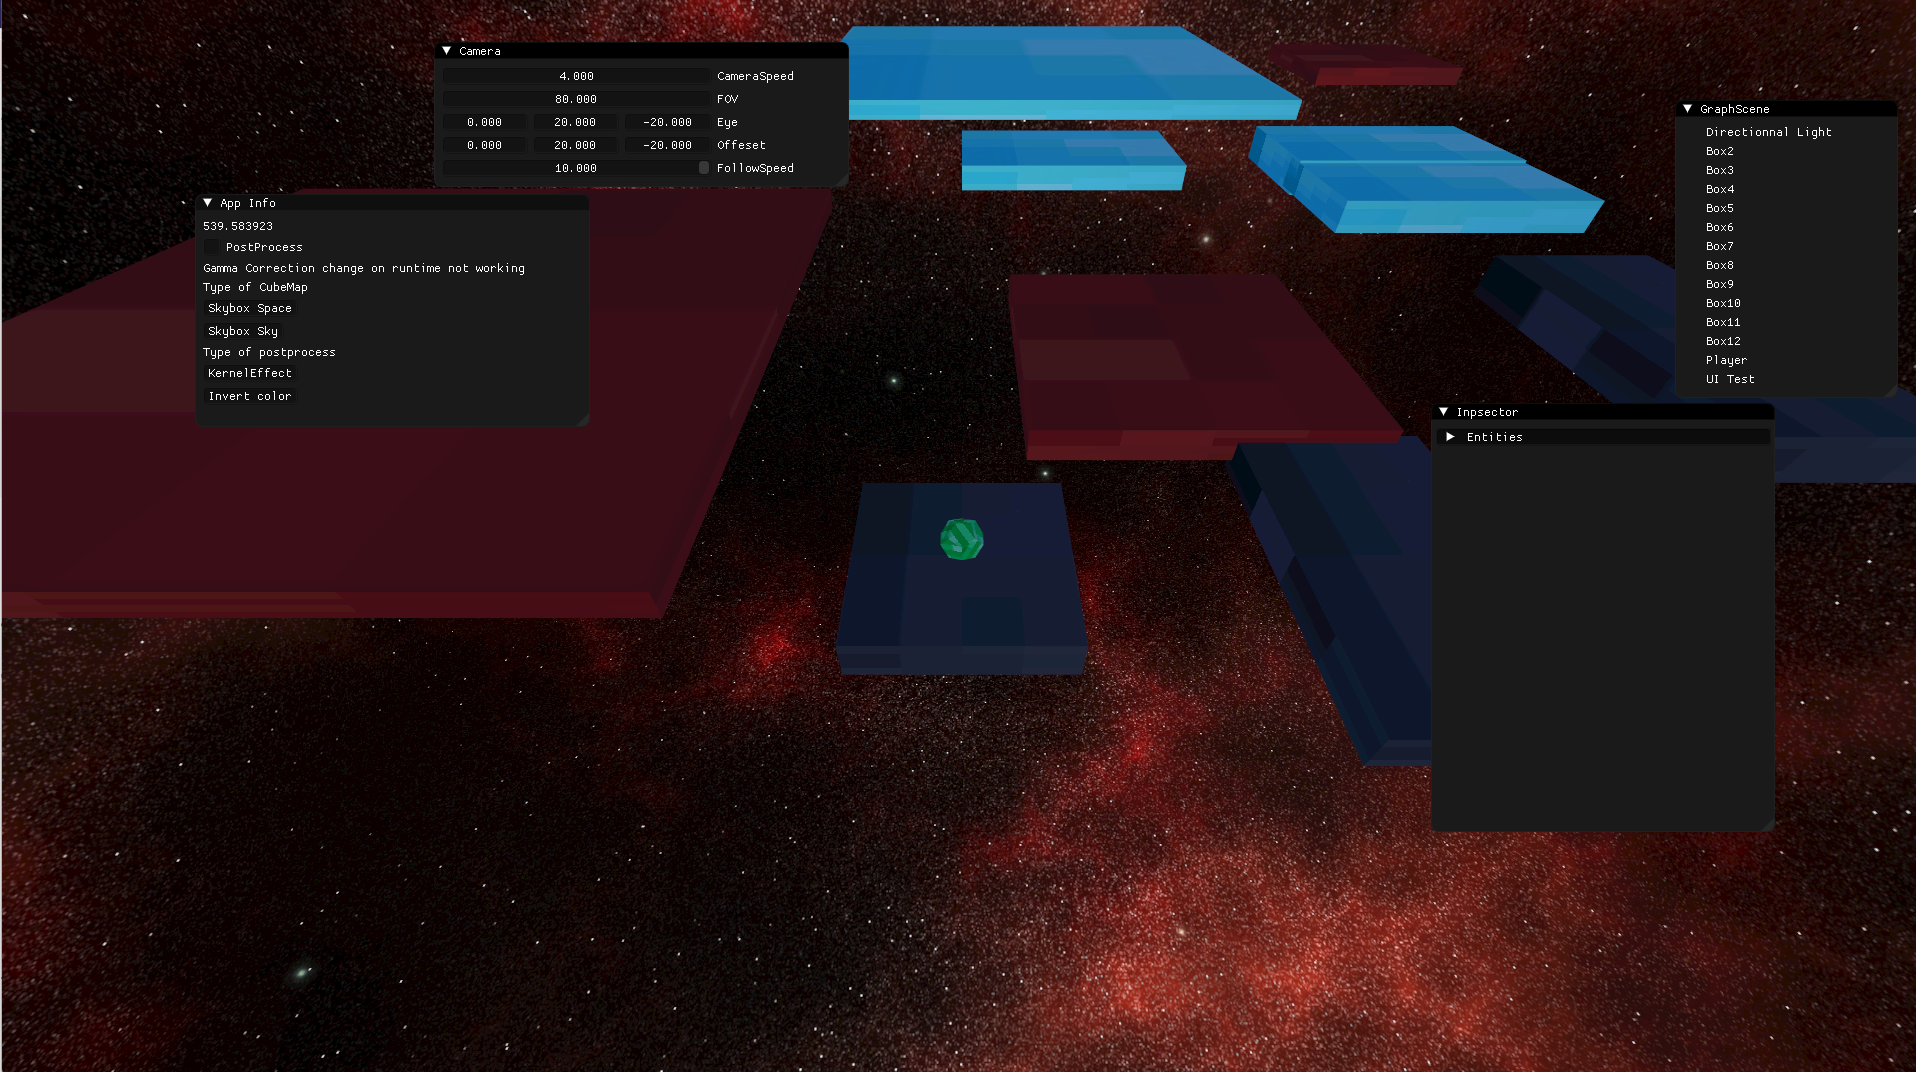 Camera
4.000 CameraSpeed
80.000 FOV
0.000 20.000 -20.000 Eye
0.000 20.000 -20.000 Offeset
10.000 FollowSpeed
App Info
539.583923
PostProcess
Gamma Correction change on runtime not working
Type of CubeMap
Skybox Space
Skybox Sky
Type of postprocess
KernelEffect
Invert color
GraphScene
Directionnal Light
Box2
Box3
Box4
Box5
Box6
Box7
Box8
Box9
Box10
Box11
Box12
Player
UI Test
Inpsector
Entities